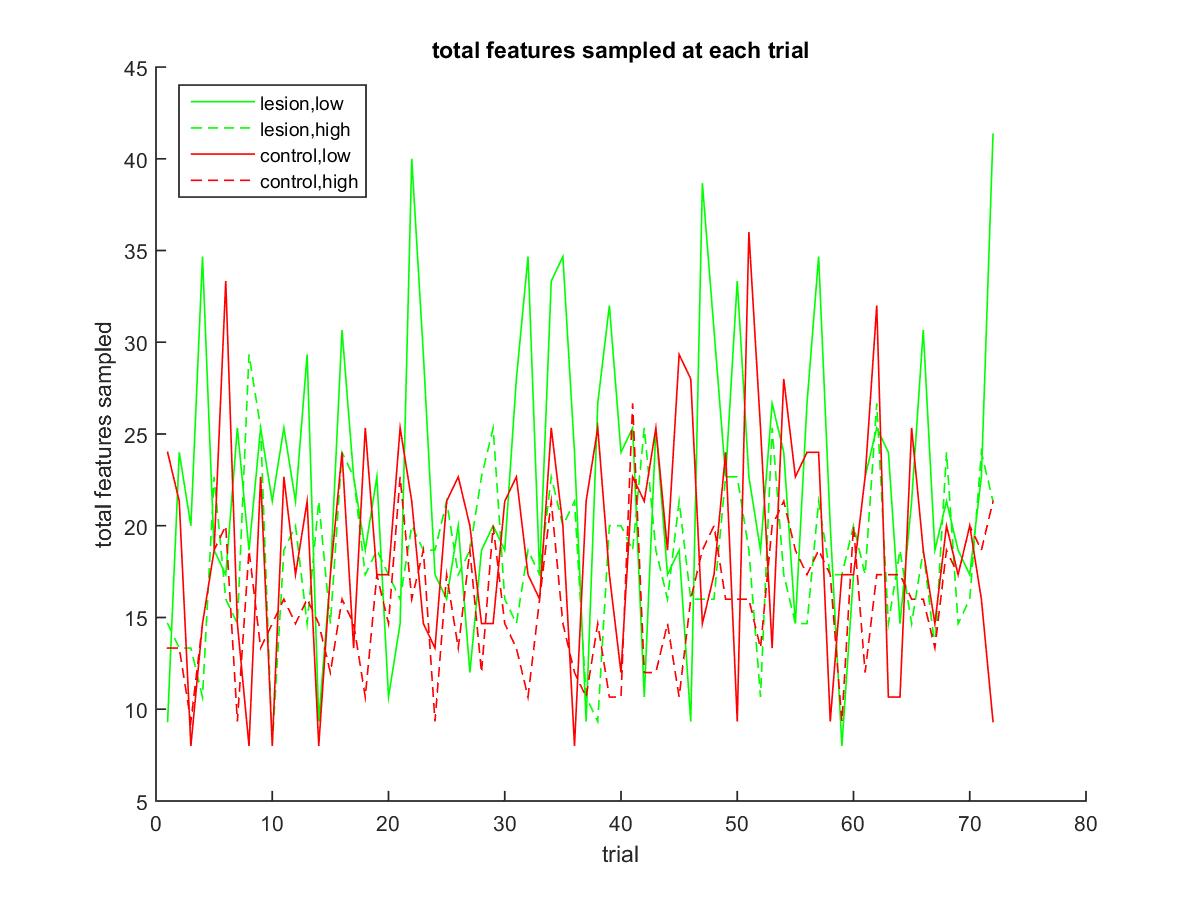 total features sampled at each trial
45
40
35
30
25
20
15
10
5
total features sampled
lesion,low
lesion,high
control,low
control,high
0 10 20 30 40 50 60 70 80
trial